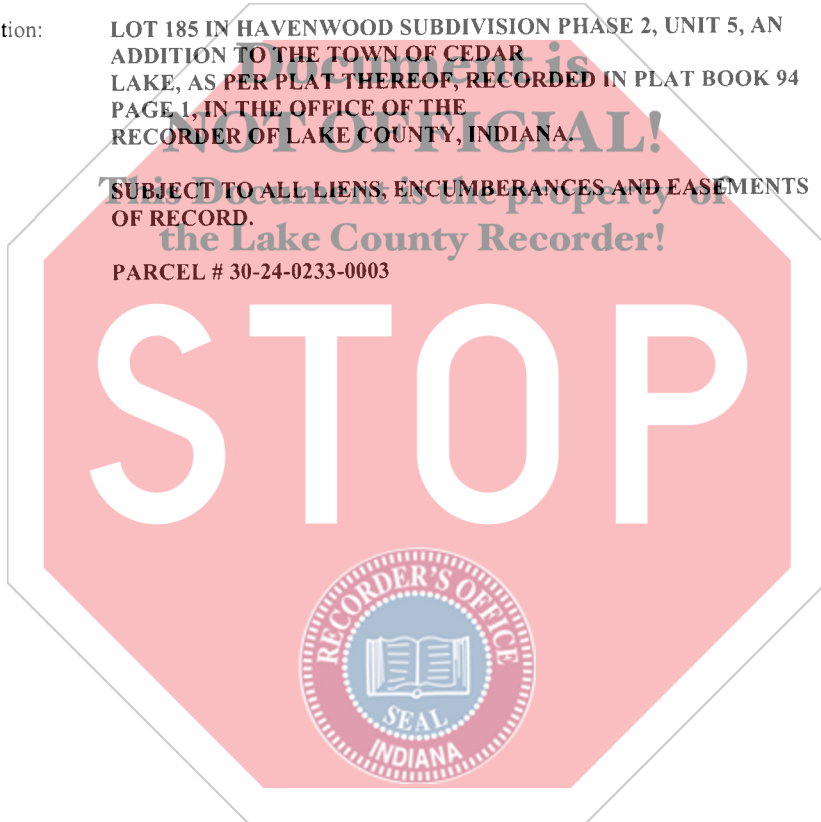 tion: LOT 185 IN HAVENWOOD SUBDIVISION PHASE 2, UNIT 5, AN
ADDITION TO THE TOWN OF CEDAR
Document is
LAKE, AS PER PLAT THEREOF, RECORDED IN PLAT BOOK 94
PAGE 1, IN THE OFFICE OF THE
NOT OFFICIAL!
RECORDER OF LAKE COUNTY, INDIANA.
This Document is the property of
SUBJECT TO ALL LIENS, ENCUMBERANCES AND EASEMENTS
OF RECORD.
the Lake County Recorder!
PARCEL # 30-24-0233-0003
STOP
RECORDER'S OFFICE
SEAL
INDIANA